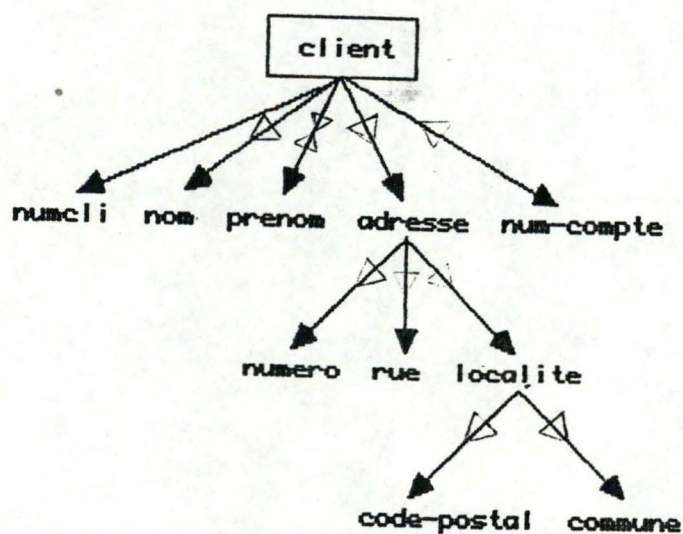 client
numcli nom prenom adresse num-compte
numero rue localite
code-postal commune